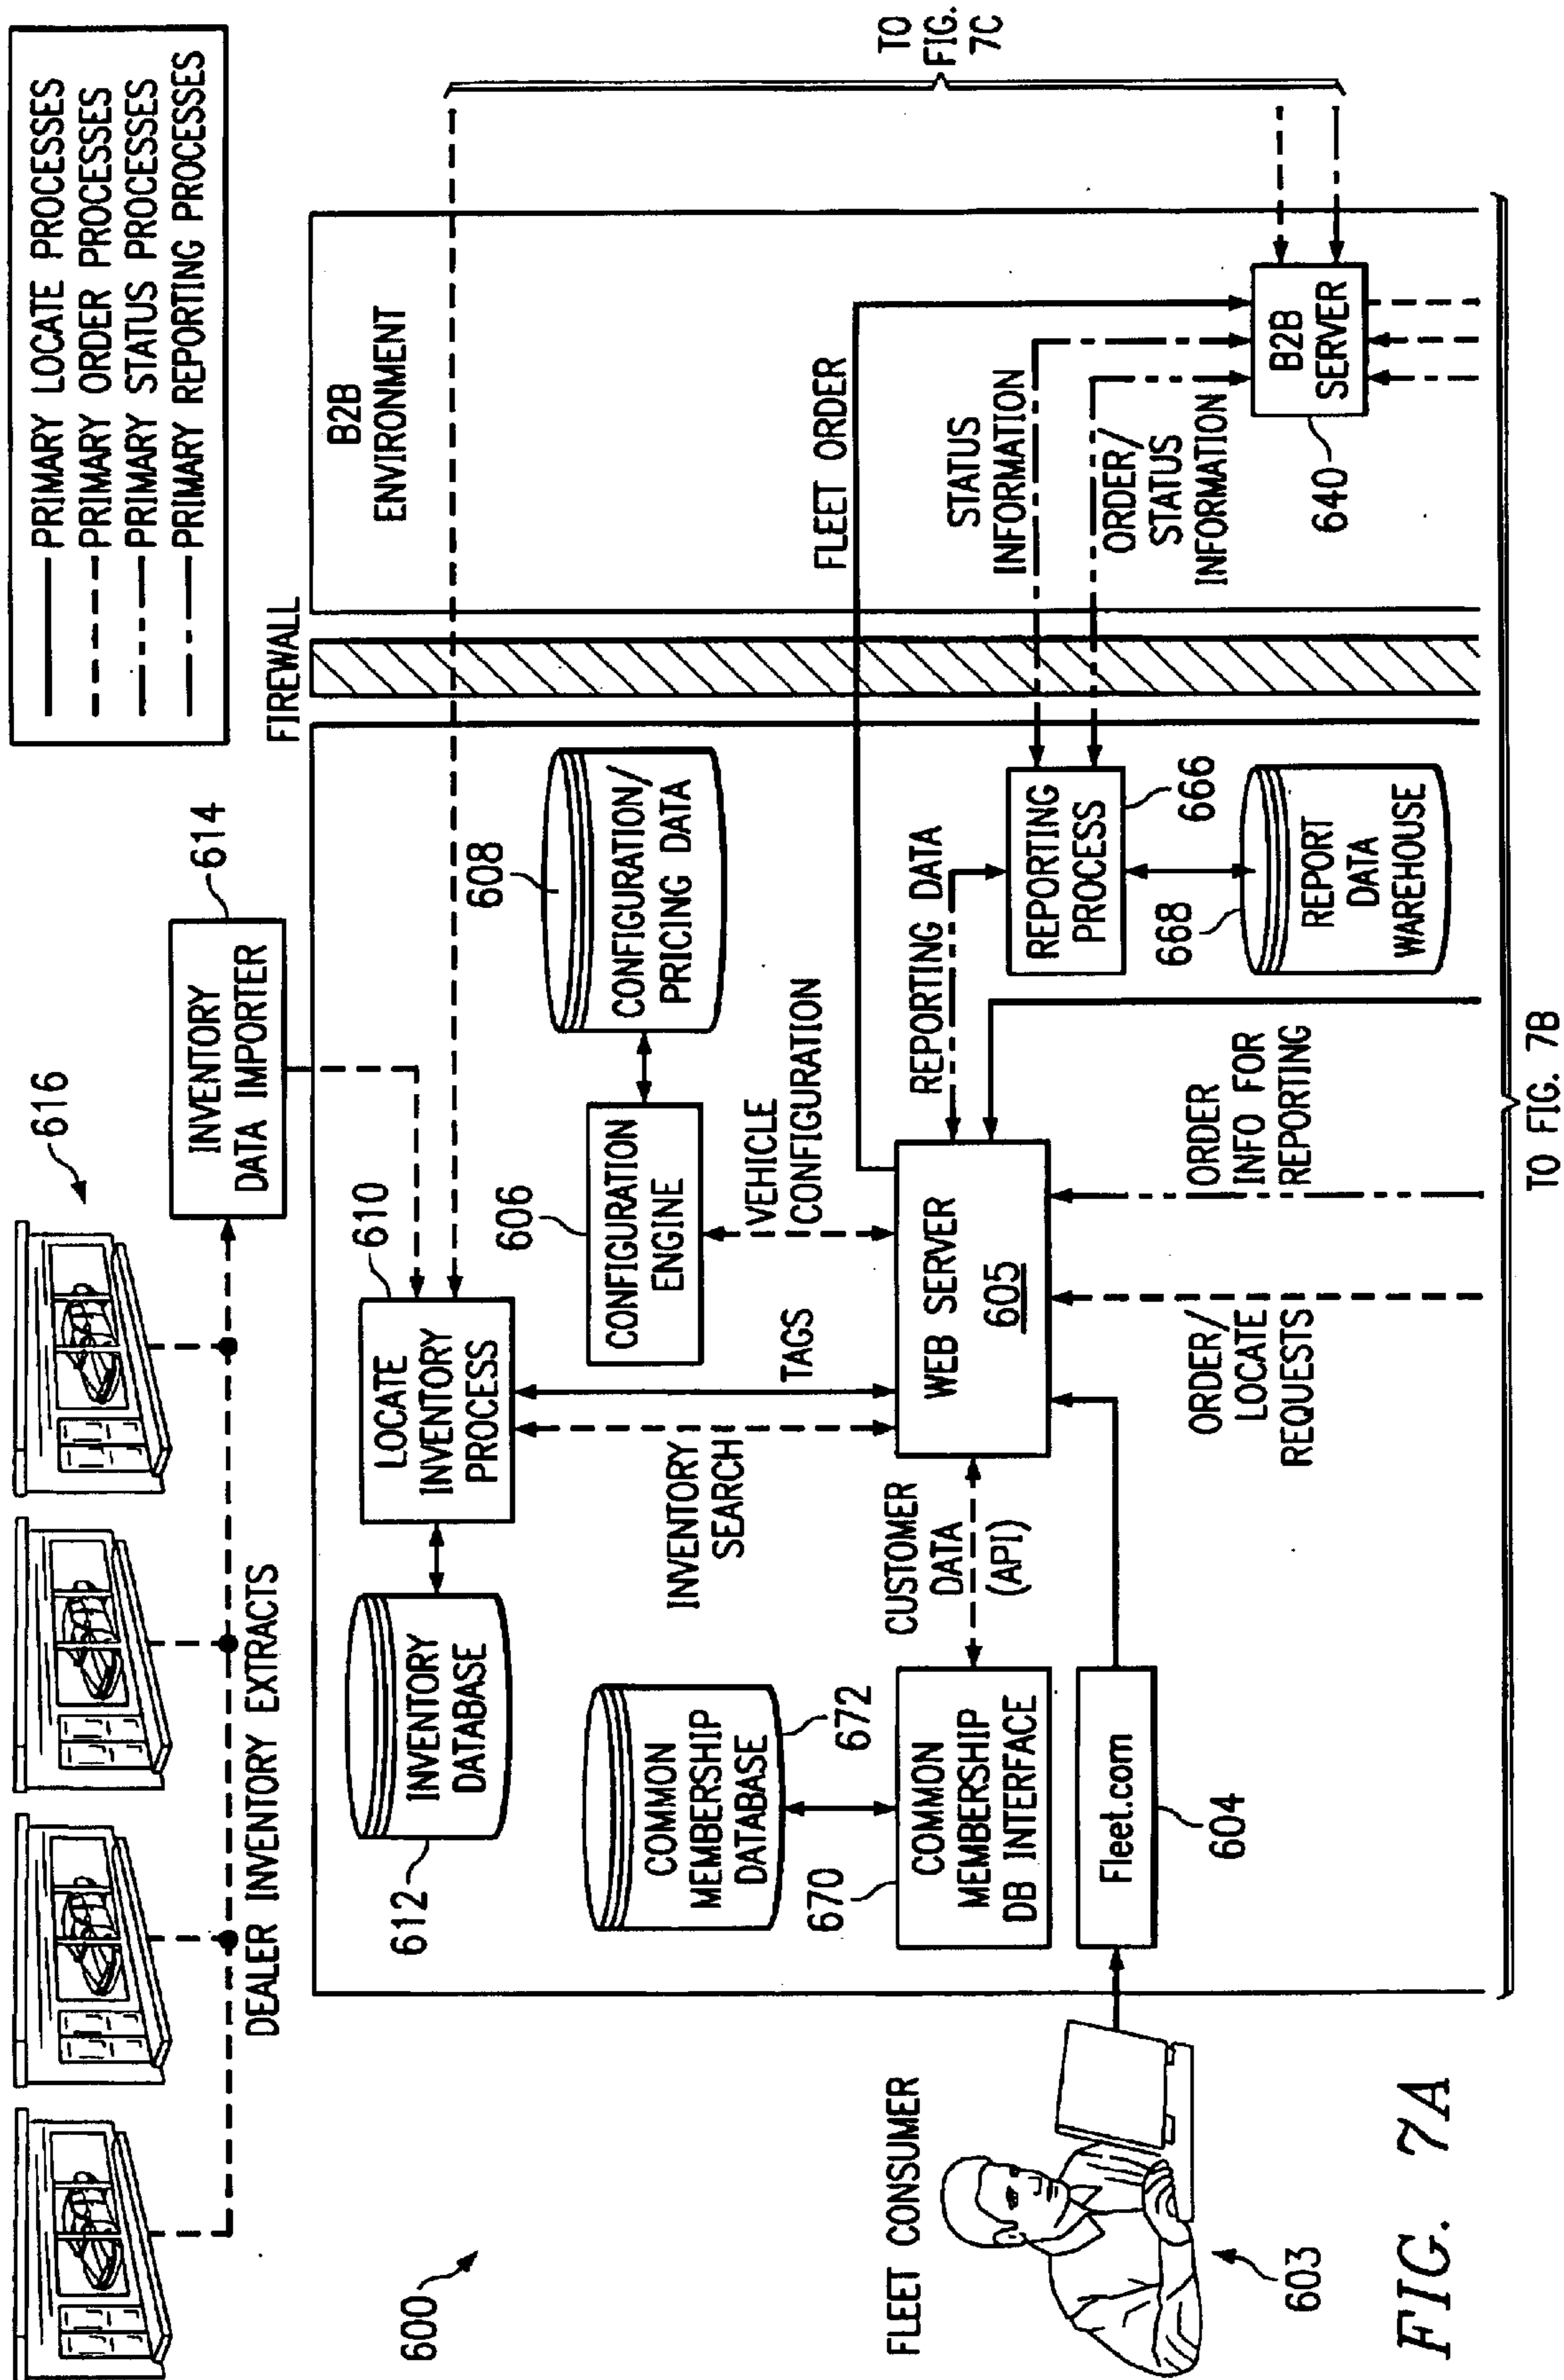 616
614
INVENTORY
DATA IMPORTER
DEALER INVENTORY EXTRACTS
PRIMARY LOCATE PROCESSES
PRIMARY ORDER PROCESSES
PRIMARY STATUS PROCESSES
PRIMARY REPORTING PROCESSES
600
FIREWALL
B2B
ENVIRONMENT
TO
FIG.
7C
612
INVENTORY
DATABASE
610
LOCATE
INVENTORY
PROCESS
608
CONFIGURATION/
PRICING DATA
606
CONFIGURATION
ENGINE
COMMON
MEMBERSHIP
DATABASE
672
INVENTORY
SEARCH
TAGS
VEHICLE
CONFIGURATION
FLEET ORDER
670
COMMON
MEMBERSHIP
DB INTERFACE
CUSTOMER
DATA
(API)
WEB SERVER
605
REPORTING DATA
REPORTING
PROCESS
666
668
REPORT
DATA
WAREHOUSE
STATUS
INFORMATION
ORDER/
STATUS
INFORMATION
B2B
SERVER
640
FLEET CONSUMER
603
Fleet.com
604
ORDER/
LOCATE
REQUESTS
ORDER
INFO FOR
REPORTING
TO FIG. 7B
FIG. 7A